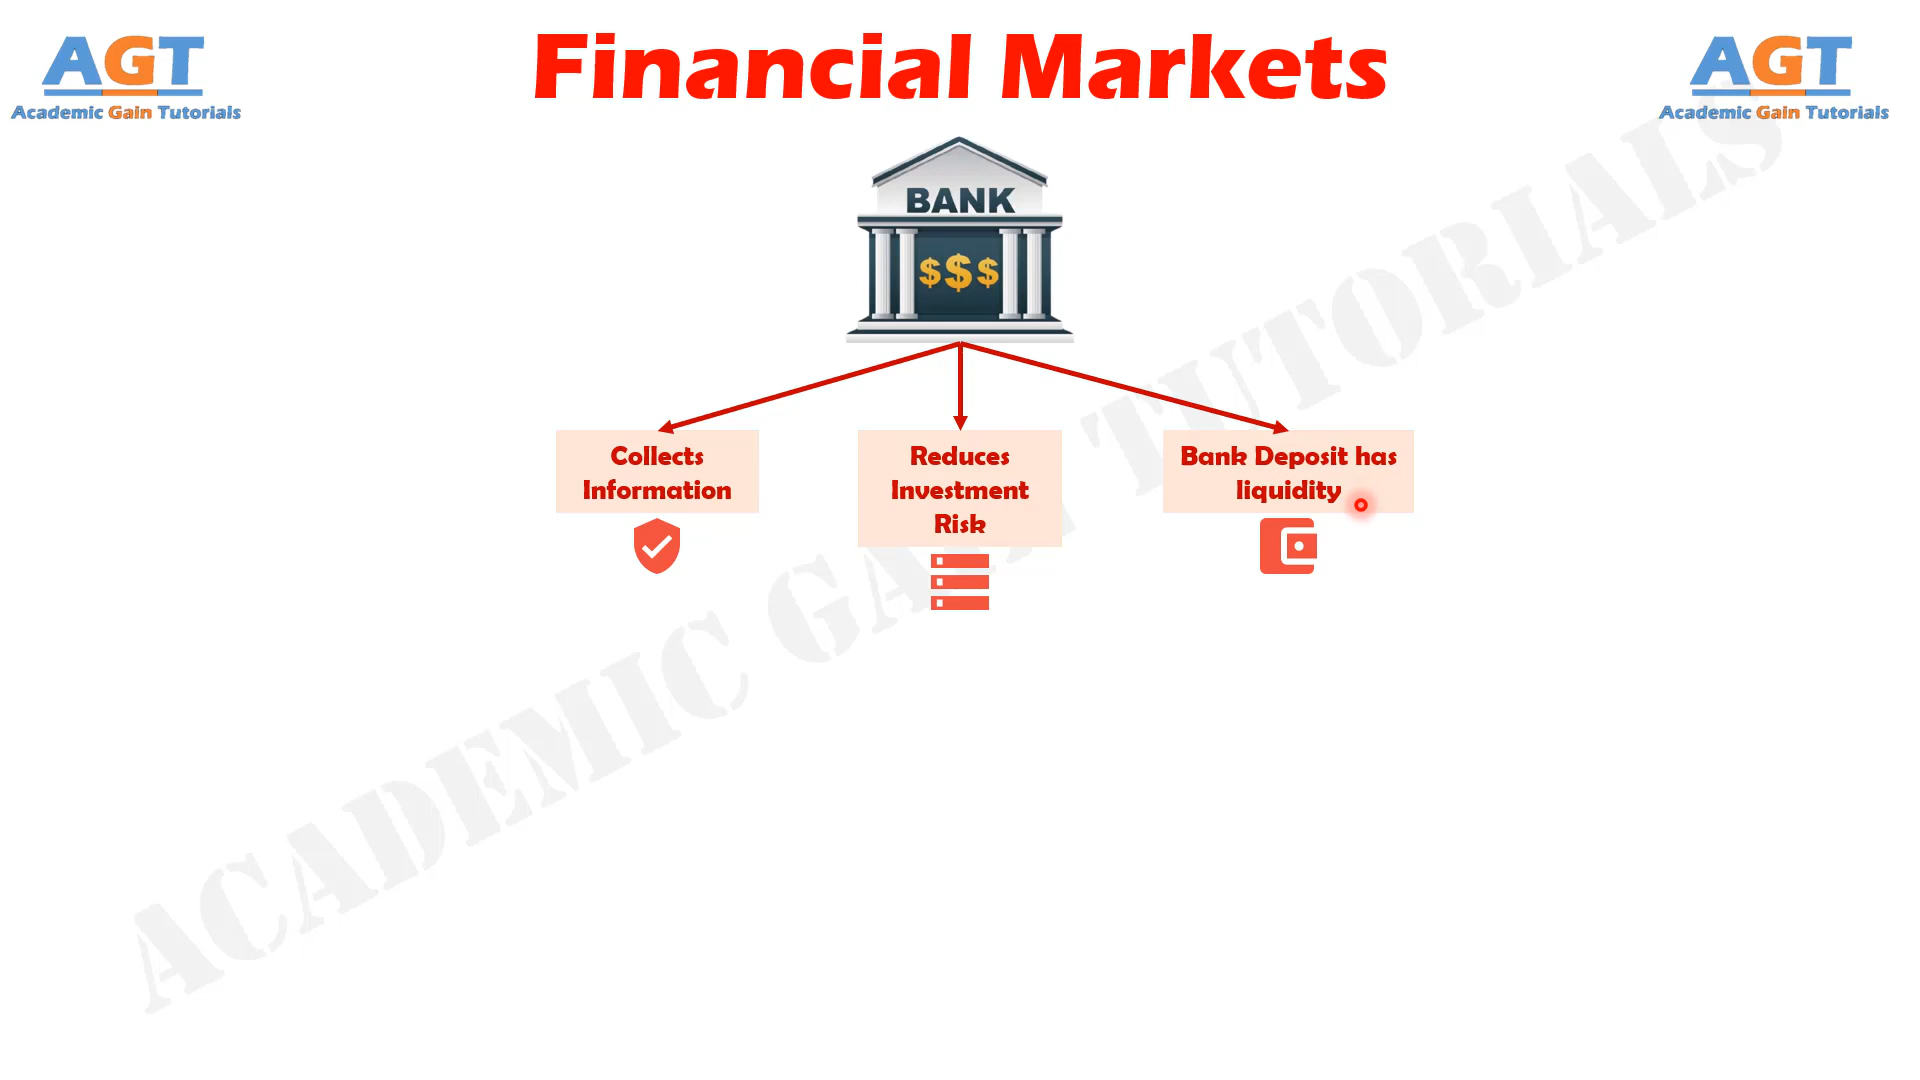 AGT
Academic Gain Tutorials
Financial Markets
AGT
Academic Gain Tutorials
BANK
$$$
Collects
Information
Reduces
Investment
Risk
Bank Deposit has
liquidity
ACADEMIC GAIN TUTORIALS